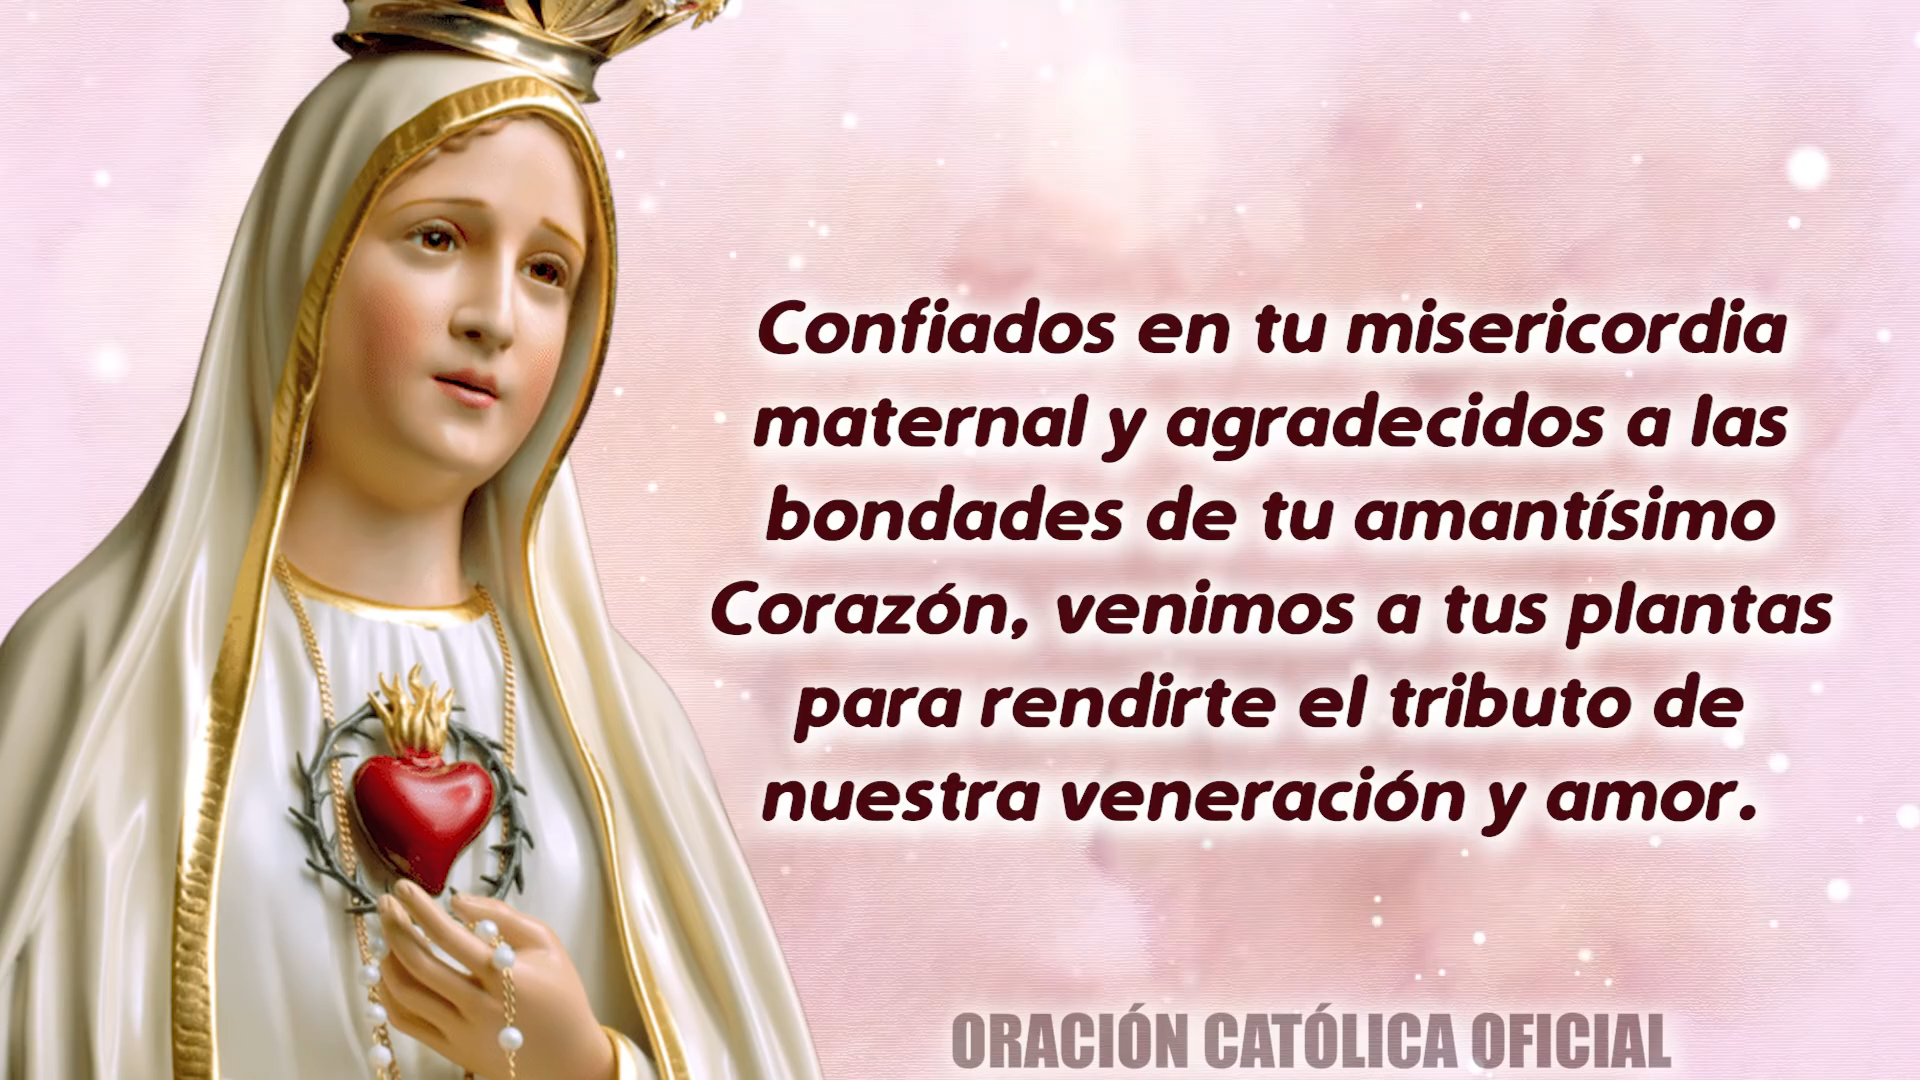 Confiados en tu misericordia
maternal y agradecidos a las
bondades de tu amantísimo
Corazón, venimos a tus plantas
para rendirte el tributo de
nuestra veneración y amor.
ORACIÓN CATÓLICA OFICIAL